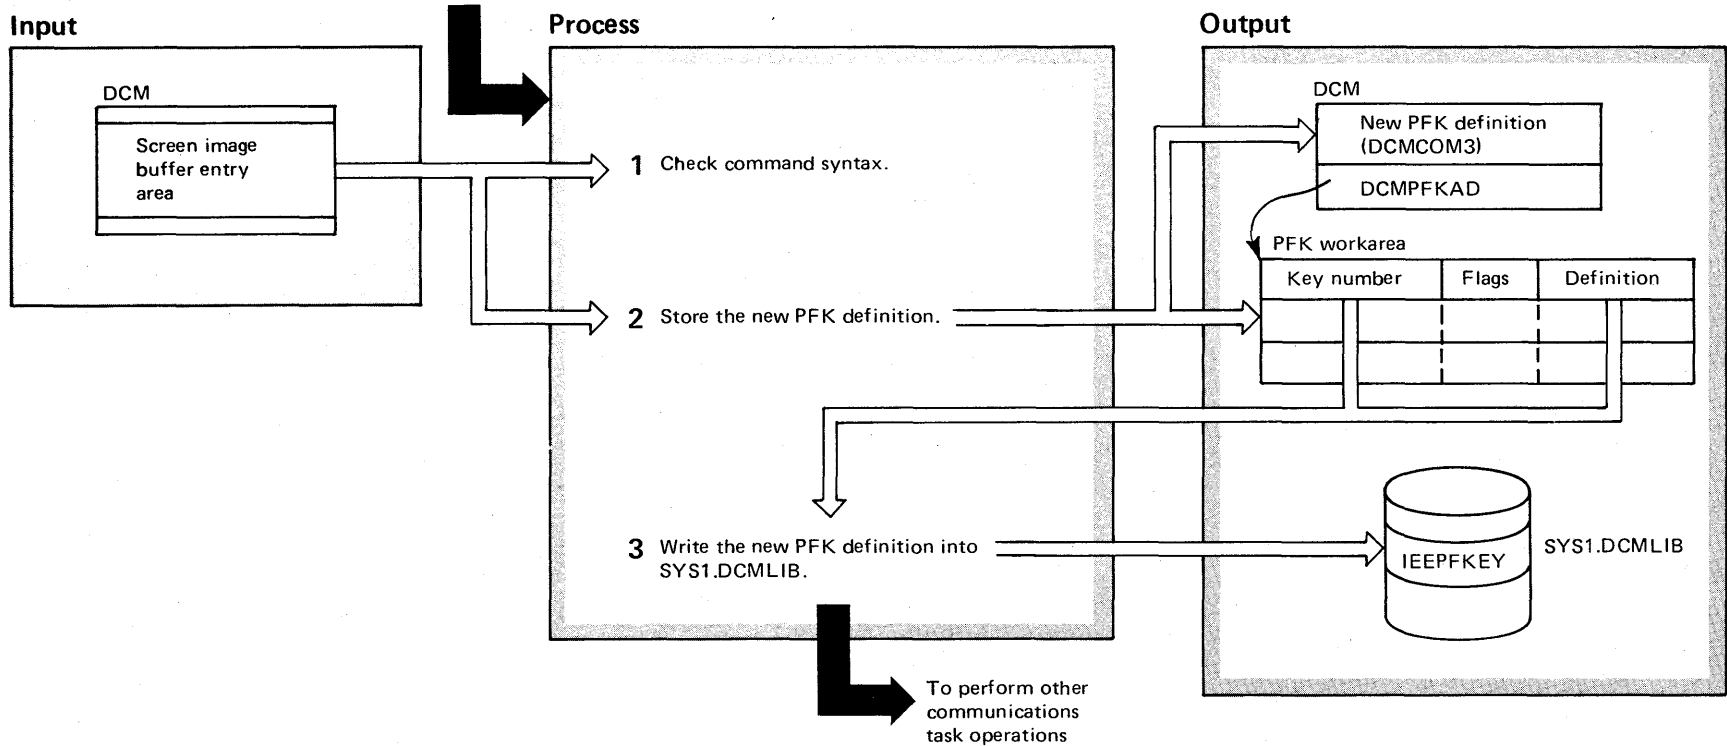 Input
Process
Output
DCM
Screen image
buffer entry
area
1 Check command syntax.
2 Store the new PFK definition.
3 Write the new PFK definition into
SYS1.DCMLIB.
To perform other
communications
task operations
DCM
New PFK definition
(DCMCOM3)
DCMPFKAD
PFK workarea
Key number Flags Definition
IEEPFKEY
SYS1.DCMLIB